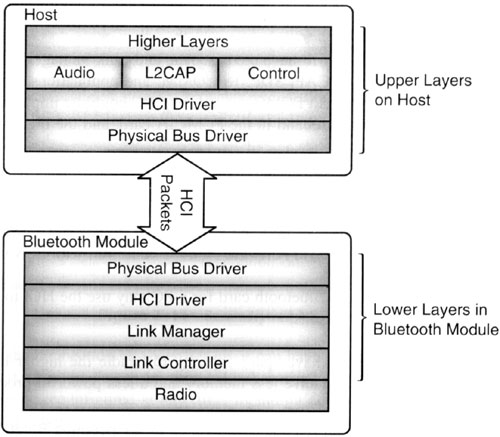 Host
Higher Layers
Audio L2CAP Control
HCI Driver
Physical Bus Driver
Upper Layers
on Host
HCI
Packets
Bluetooth Module
Physical Bus Driver
HCI Driver
Link Manager
Link Controller
Radio
Lower Layers in
Bluetooth Module